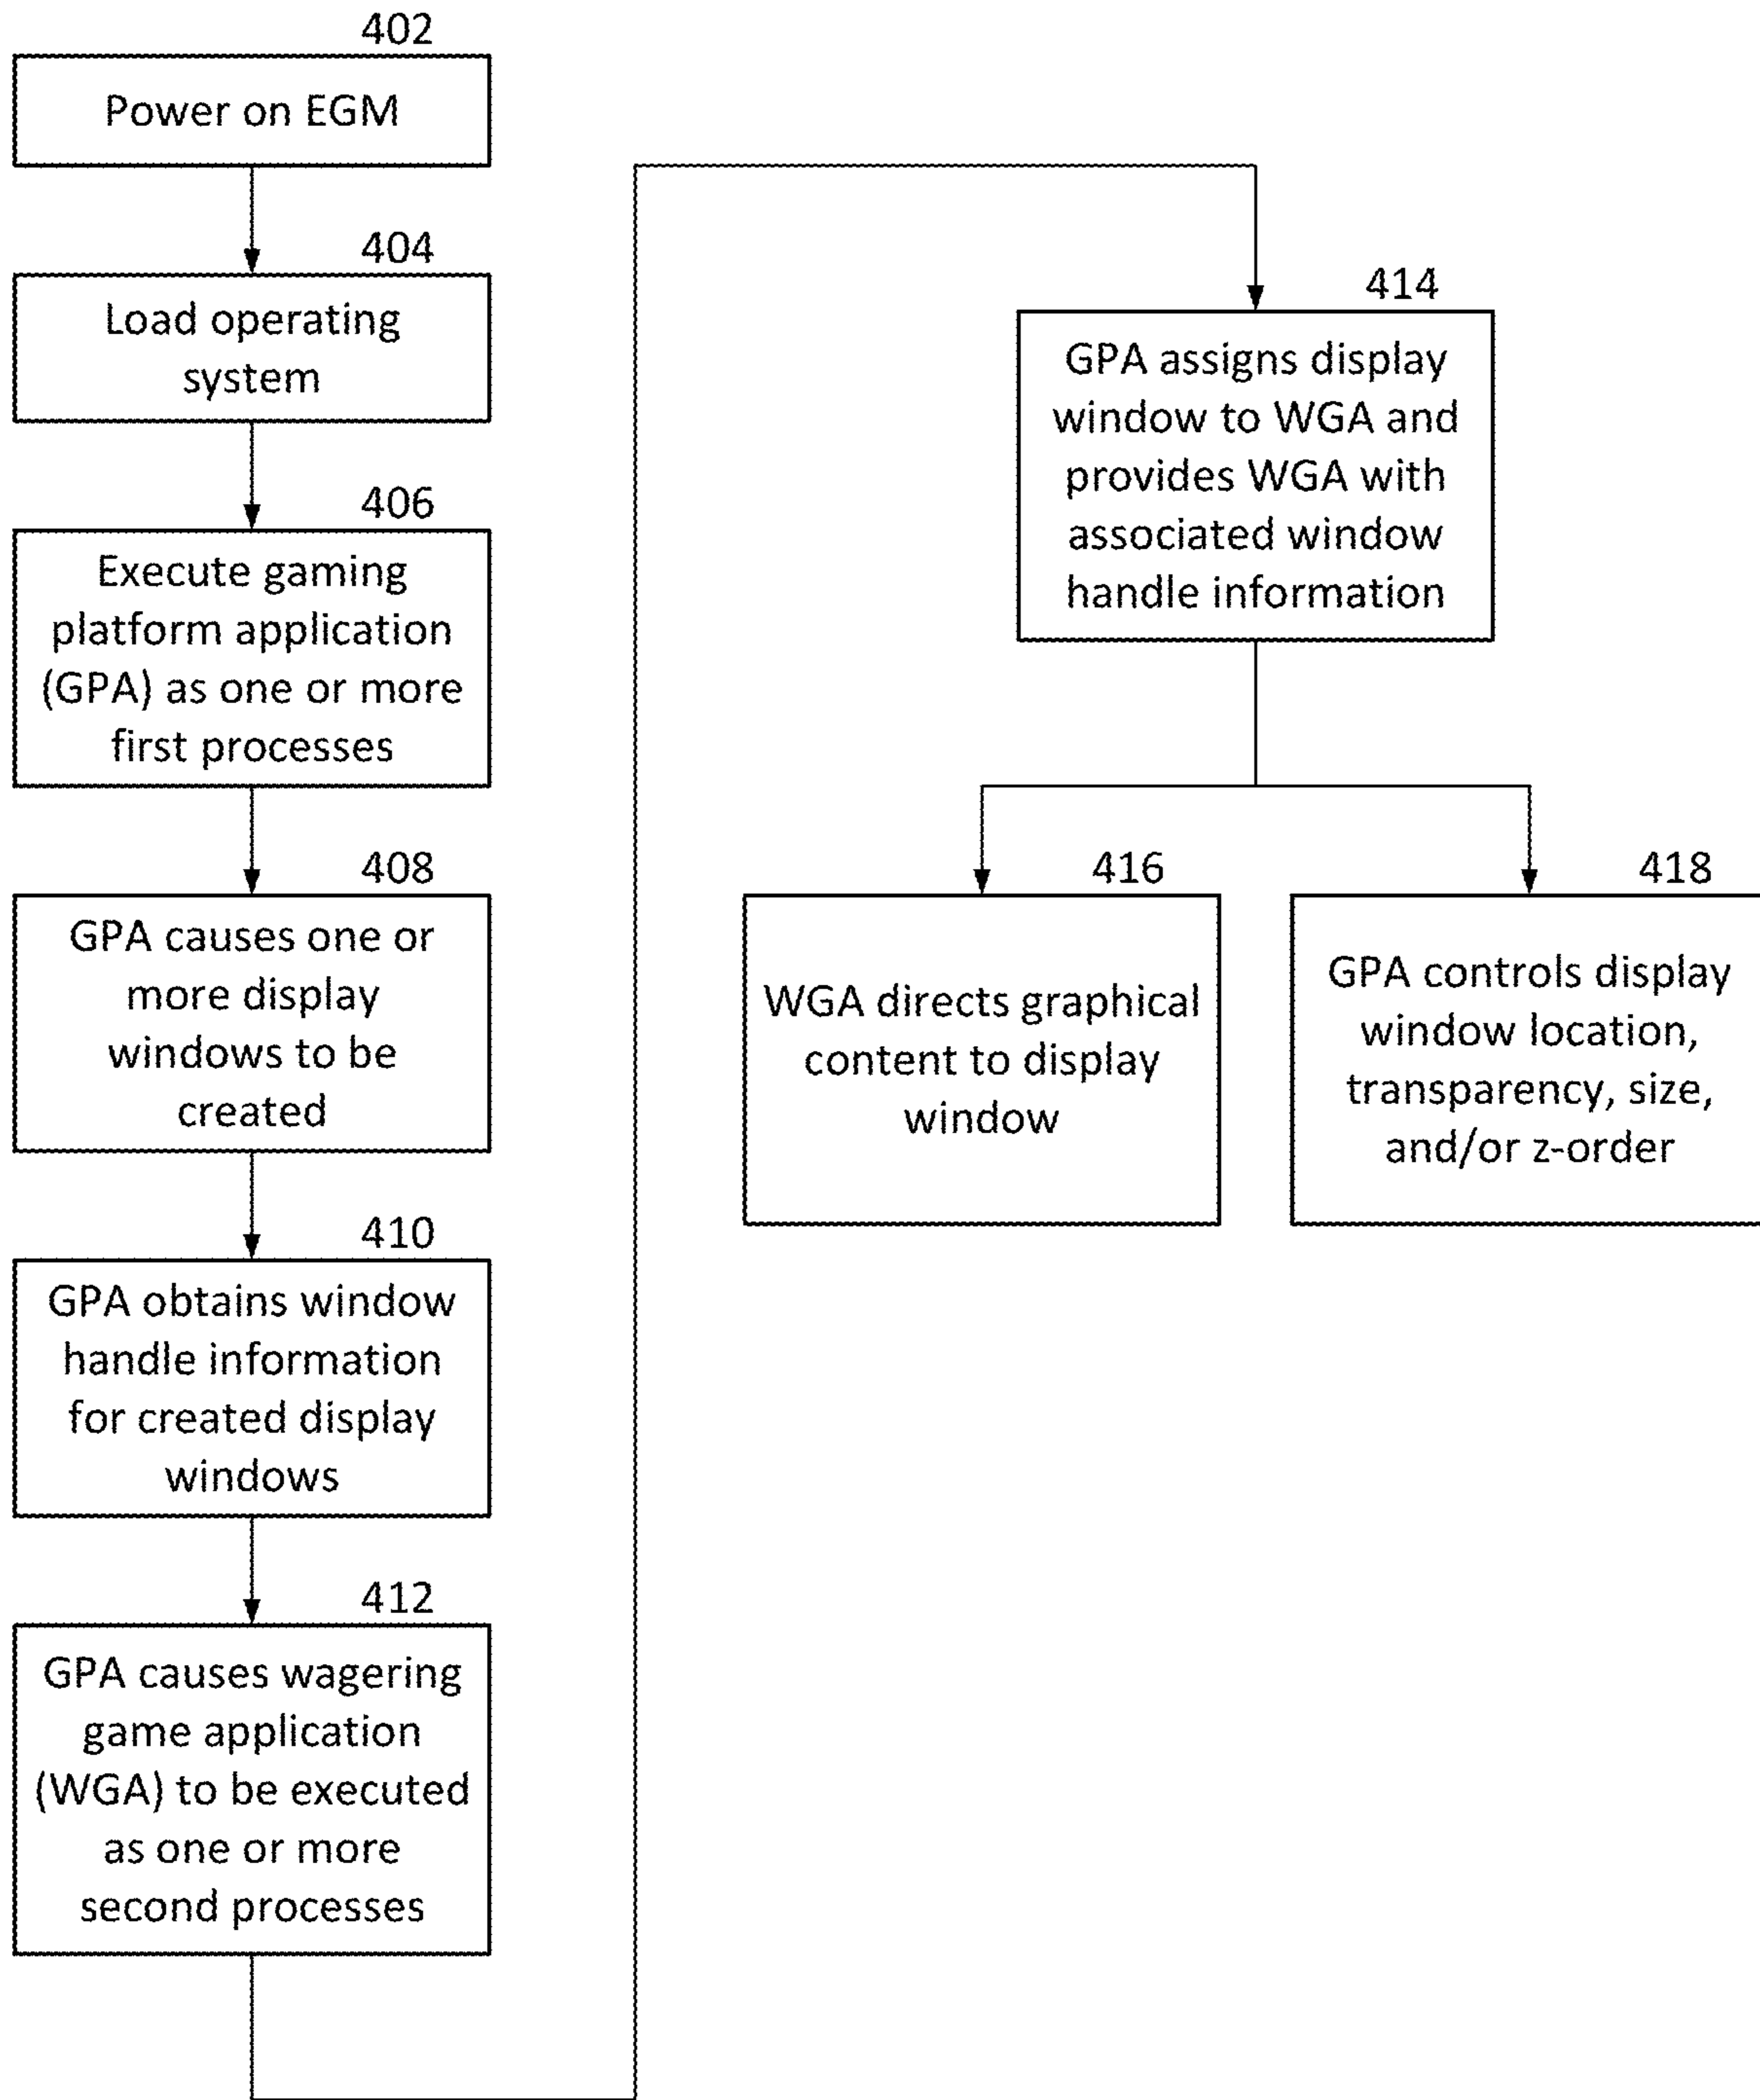 402
Power on EGM
404
Load operating
system
406
Execute gaming
platform application
(GPA) as one or more
first processes
408
GPA causes one or
more display
windows to be
created
410
GPA obtains window
handle information
for created display
windows
412
GPA causes wagering
game application
(WGA) to be executed
as one or more
second processes
414
GPA assigns display
window to WGA and
provides WGA with
associated window
handle information
416
WGA directs graphical
content to display
window
418
GPA controls display
window location,
transparency, size,
and/or z-order